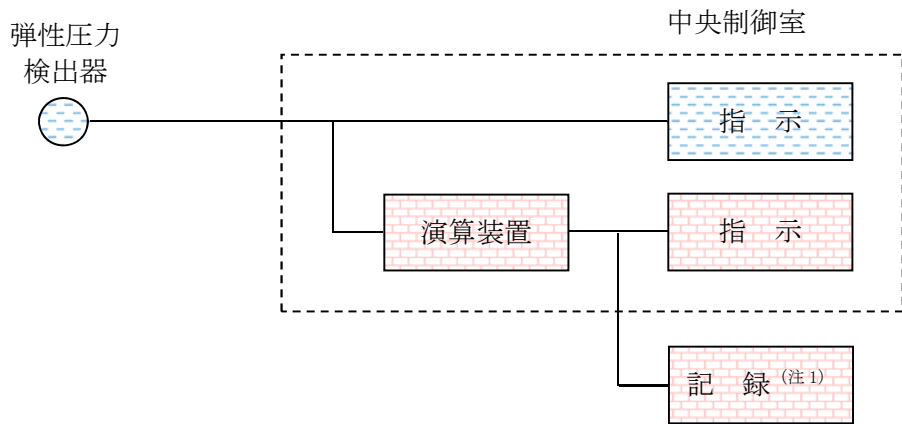 中央制御室
弾性圧力
検出器
指 示
演算装置
指 示
記 録(注1)